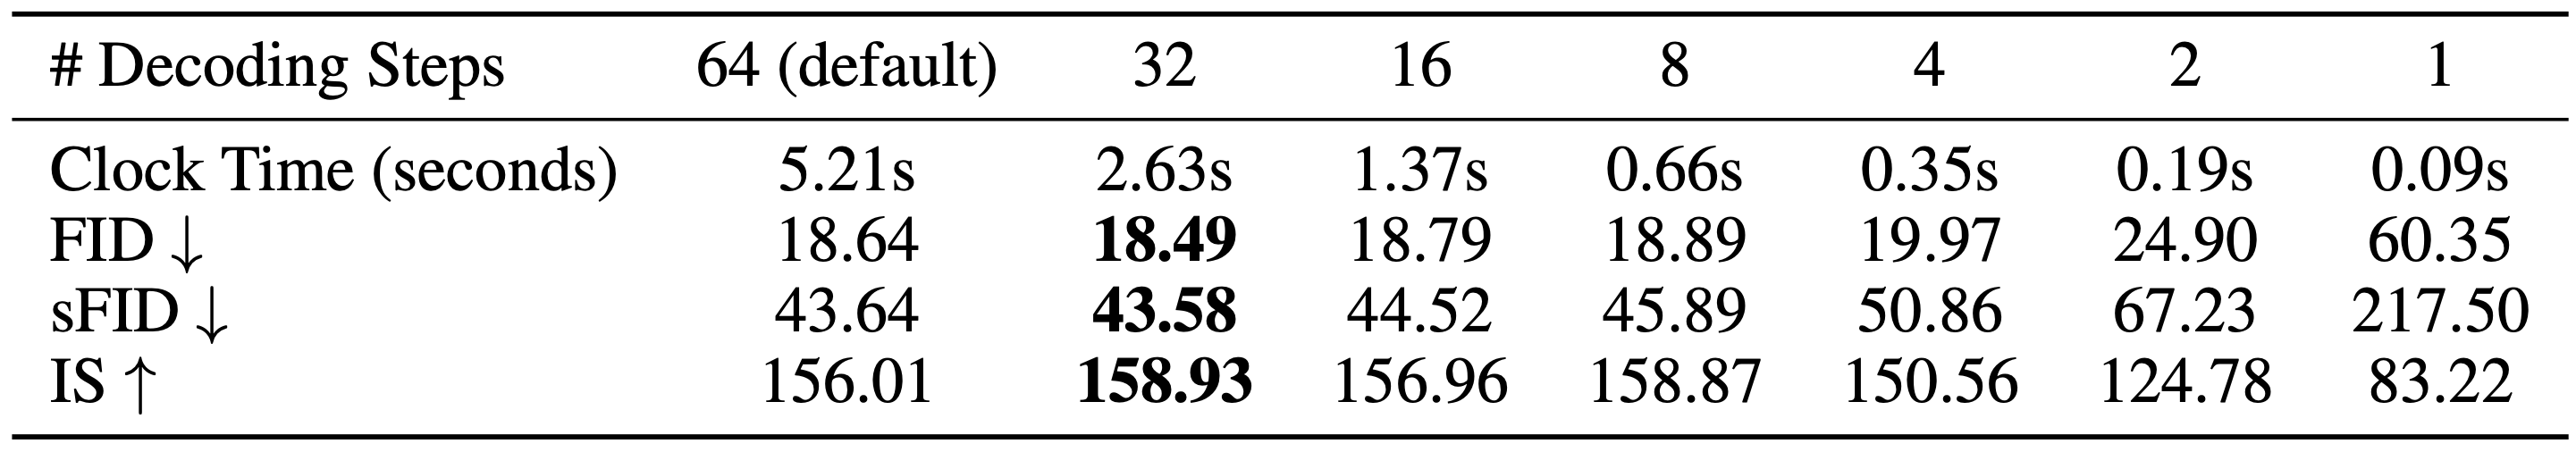 # Decoding Steps 64 (default) 32 16 8 4 2 1
Clock Time (seconds) 5.21s 2.63s 1.37s 0.66s 0.35s 0.19s 0.09s
FID ↓ 18.64 18.49 18.79 18.89 19.97 24.90 60.35
sFID ↓ 43.64 43.58 44.52 45.89 50.86 67.23 217.50
IS ↑ 156.01 158.93 156.96 158.87 150.56 124.78 83.22